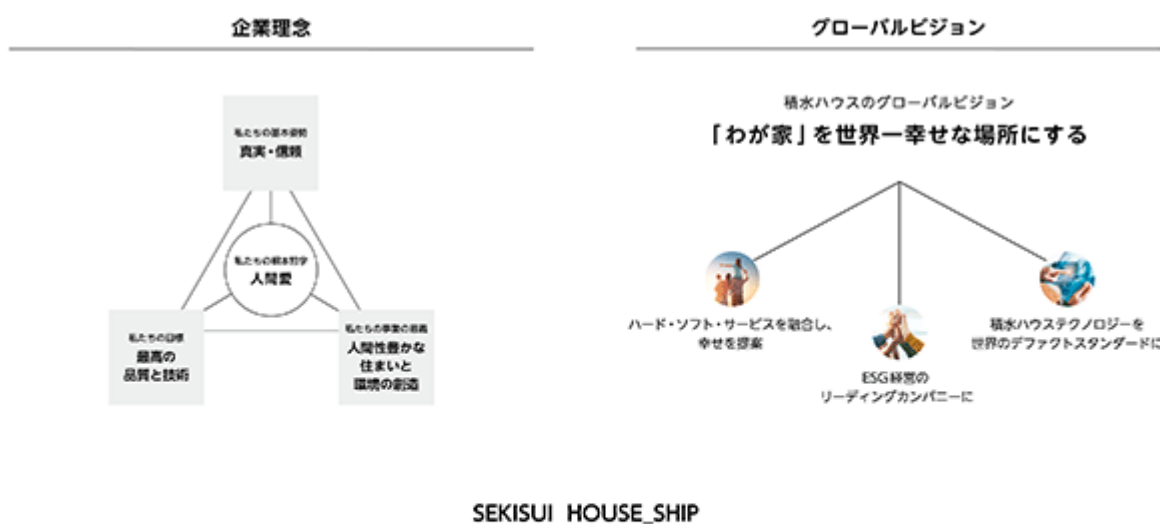 企業理念
私たちの基本姿勢
真実・信頼
私たちの根本哲学
人間愛
私たちの目標
最高の
品質と技術
私たちの事業の意義
人間性豊かな
住まいと
環境の創造
グローバルビジョン
積水ハウスのグローバルビジョン
「わが家」を世界一幸せな場所にする
ハード・ソフト・サービスを融合し、
幸せを提案
ESG経営の
リーディングカンパニーに
積水ハウステクノロジーを
世界のデファクトスタンダードに
SEKISUI HOUSE_SHIP